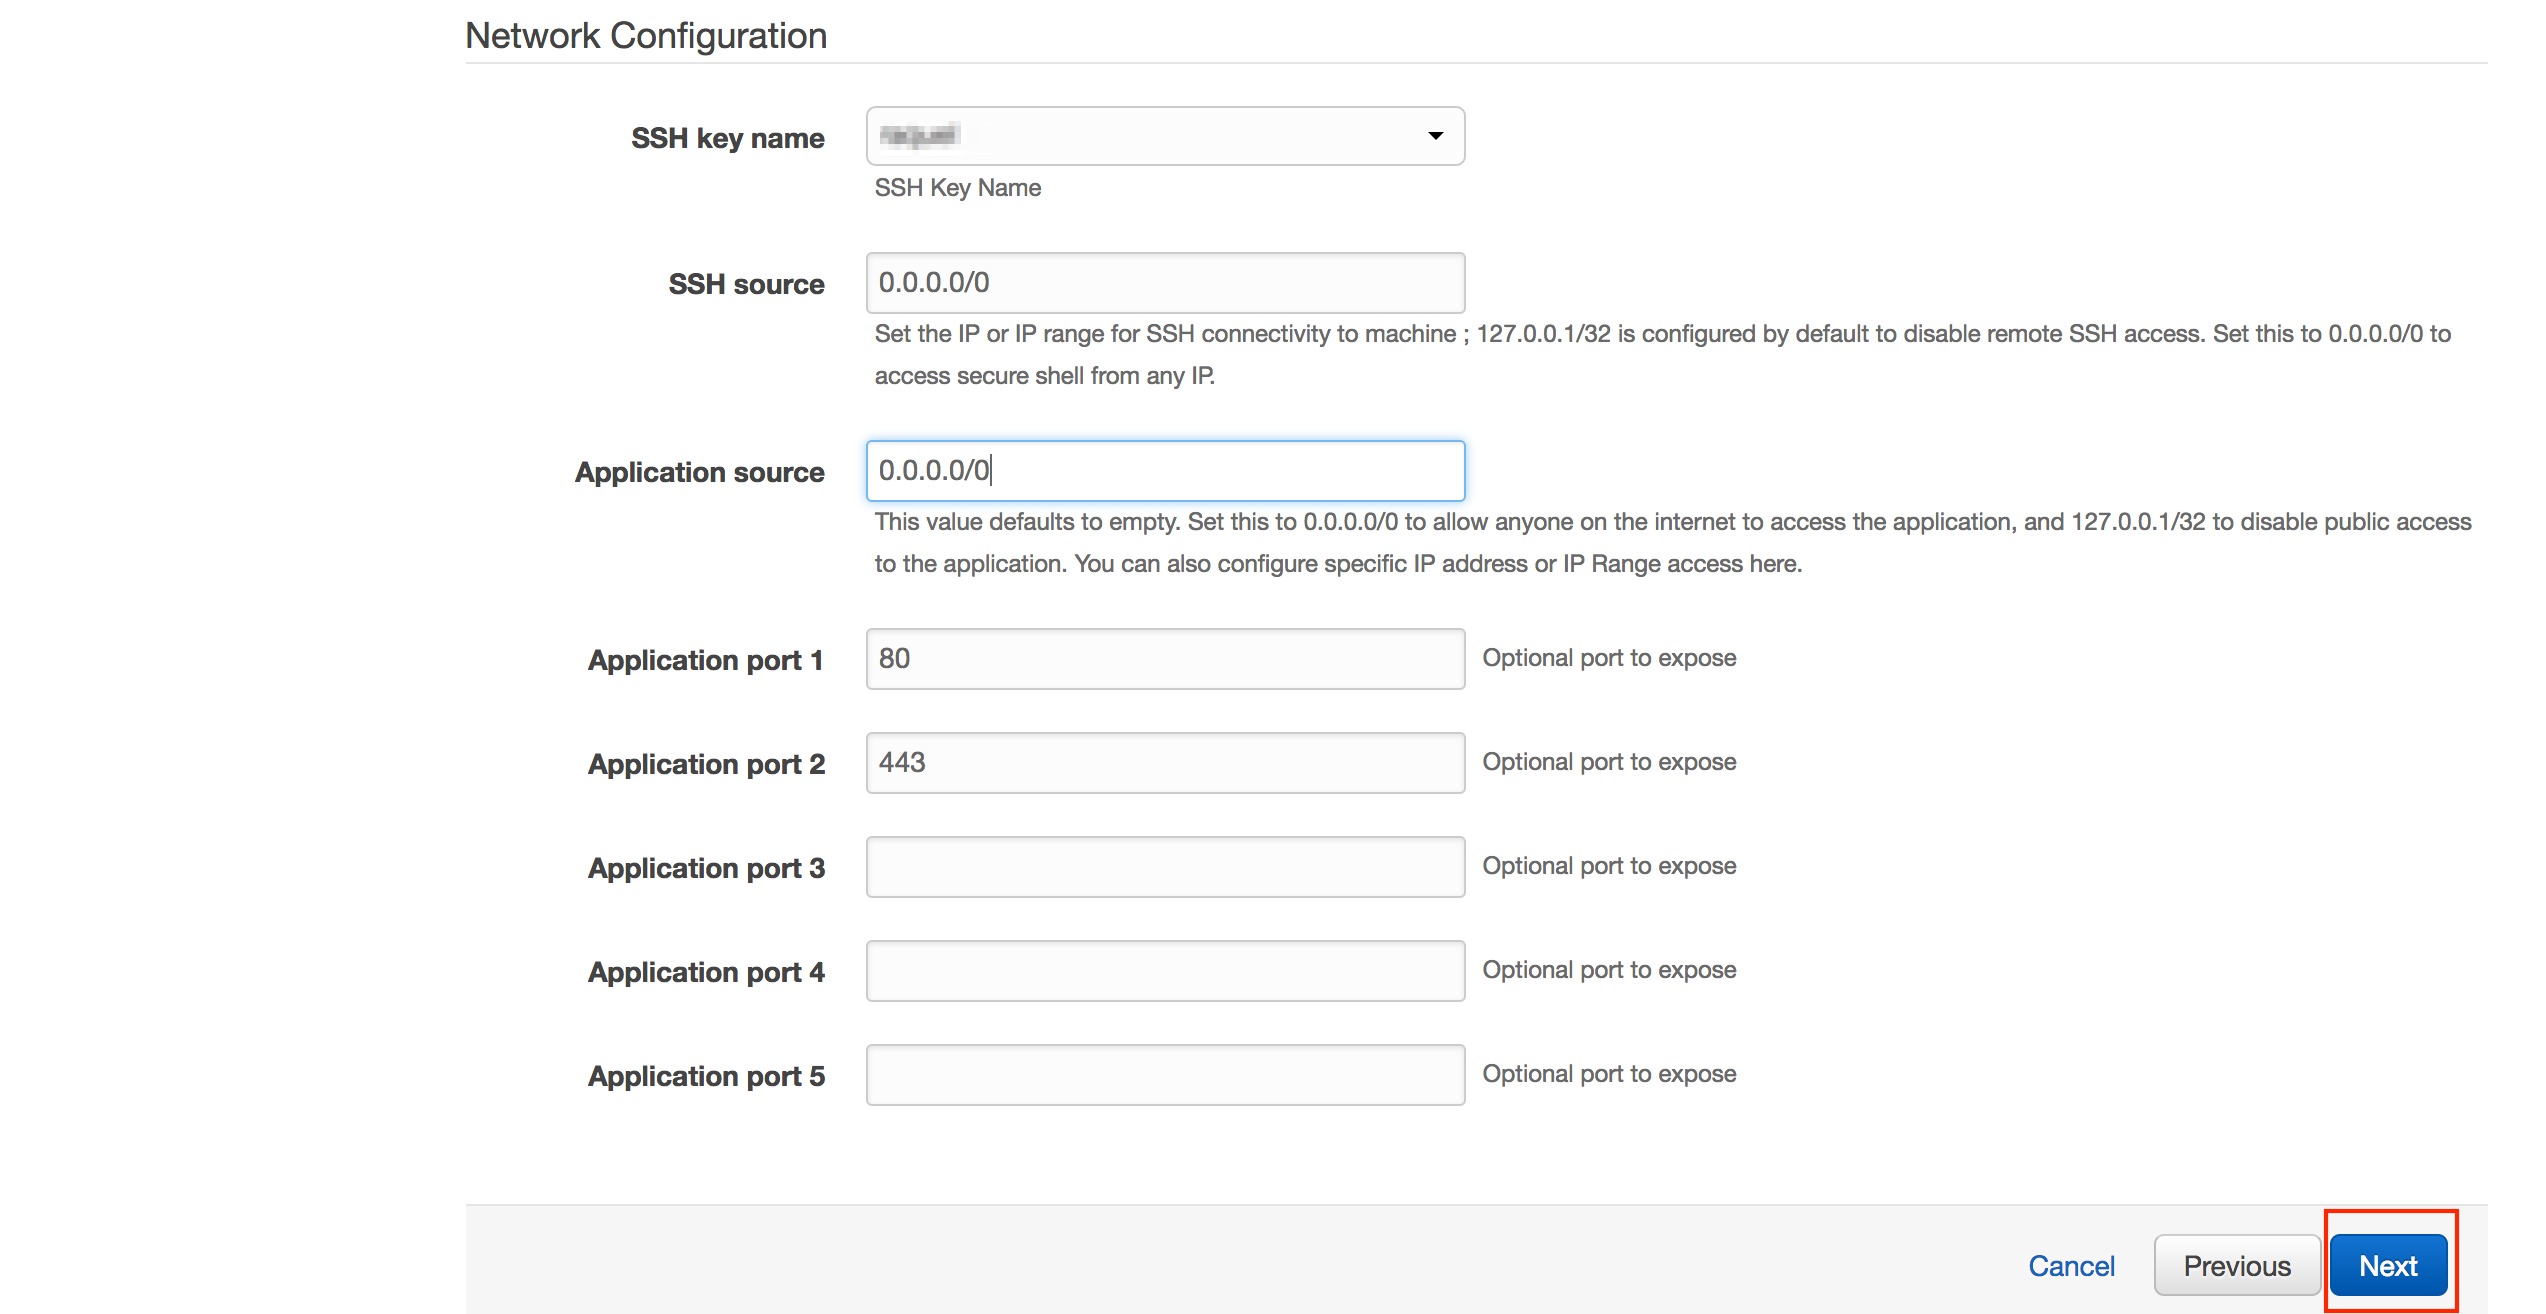 Network Configuration
SSH key name
SSH Key Name
SSH source
0.0.0.0/0
Set the IP or IP range for SSH connectivity to machine ; 127.0.0.1/32 is configured by default to disable remote SSH access. Set this to 0.0.0.0/0 to
access secure shell from any IP.
Application source
0.0.0.0/0
This value defaults to empty. Set this to 0.0.0.0/0 to allow anyone on the internet to access the application, and 127.0.0.1/32 to disable public access
to the application. You can also configure specific IP address or IP Range access here.
Application port 1
80
Optional port to expose
Application port 2
443
Optional port to expose
Application port 3
Optional port to expose
Application port 4
Optional port to expose
Application port 5
Optional port to expose
Cancel
Previous
Next